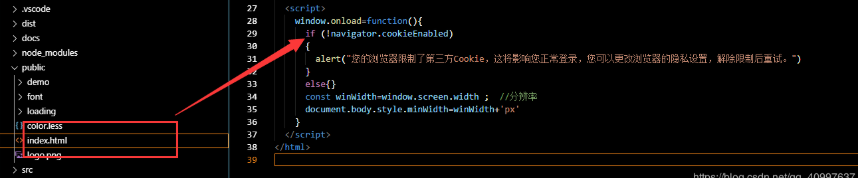 .vscode
dist
docs
node_modules
public
demo
font
loading
color.less
<> index.html
logo.png
src
27 <script>
28 window.onload=function(){
29 if (!navigator.cookieEnabled)
30 {
31 alert("您的浏览器限制了第三方Cookie，这将影响您正常登录，您可以更改浏览器的隐私设置，解除限制后重试。")
32 }
33 else{}
34 const winWidth=window.screen.width ; //分辨率
35 document.body.style.minWidth=winWidth+'px'
36 }
37 </script>
38 </html>
39
https://blog.csdn.net/qq_40997637